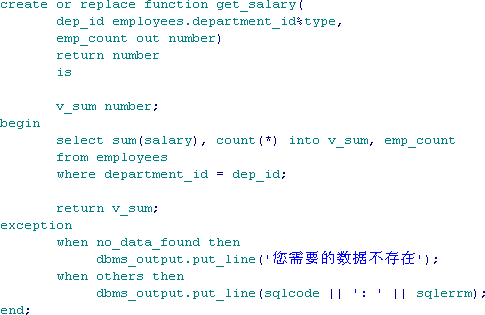 create or replace function get_salary(
        dep_id employees.department_id%type,
        emp_count out number)
        return number
        is

        v_sum number;
begin
        select sum(salary), count(*) into v_sum, emp_count
        from employees
        where department_id = dep_id;

        return v_sum;
exception
        when no_data_found then
             dbms_output.put_line('您需要的数据不存在');
        when others then
             dbms_output.put_line(sqlcode || ': ' || sqlerrm);
end;